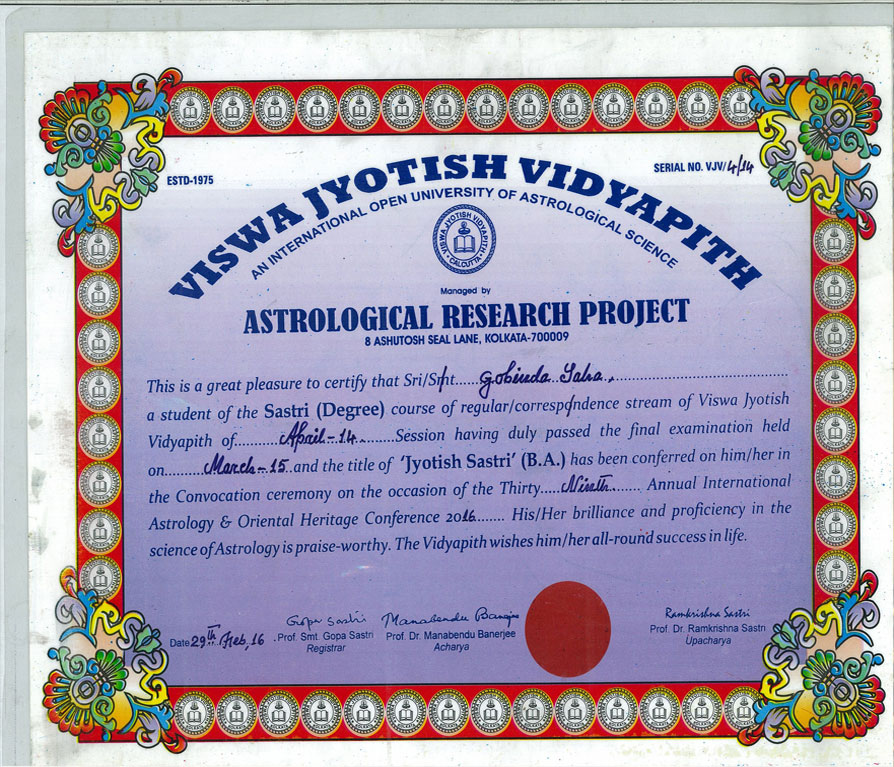 ESTD-1975
SERIAL NO. VJV/4/14
VISWA JYOTISH VIDYAPITH
AN INTERNATIONAL OPEN UNIVERSITY OF ASTROLOGICAL SCIENCE
VISWA JYOTISH VIDYAPITH
CALCUTTA
Managed by
ASTROLOGICAL RESEARCH PROJECT
8 ASHUTOSH SEAL LANE, KOLKATA-700009
This is a great pleasure to certify that Sri/Smt......Gobinda Saha.............................
a student of the Sastri (Degree) course of regular/correspondence stream of Viswa Jyotish
Vidyapith of..........April-14..........Session having duly passed the final examination held
on..........March-15..and the title of 'Jyotish Sastri' (B.A.) has been conferred on him/her in
the Convocation ceremony on the occasion of the Thirty.....Nineth....... Annual International
Astrology & Oriental Heritage Conference 2016........ His/Her brilliance and proficiency in the
science of Astrology is praise-worthy. The Vidyapith wishes him/her all-round success in life.
Date 29th Feb, 16
Gopa Sastri
Prof. Smt. Gopa Sastri
Registrar
Manabendu Banerjee
Prof. Dr. Manabendu Banerjee
Acharya
Ramkrishna Sastri
Prof. Dr. Ramkrishna Sastri
Upacharya